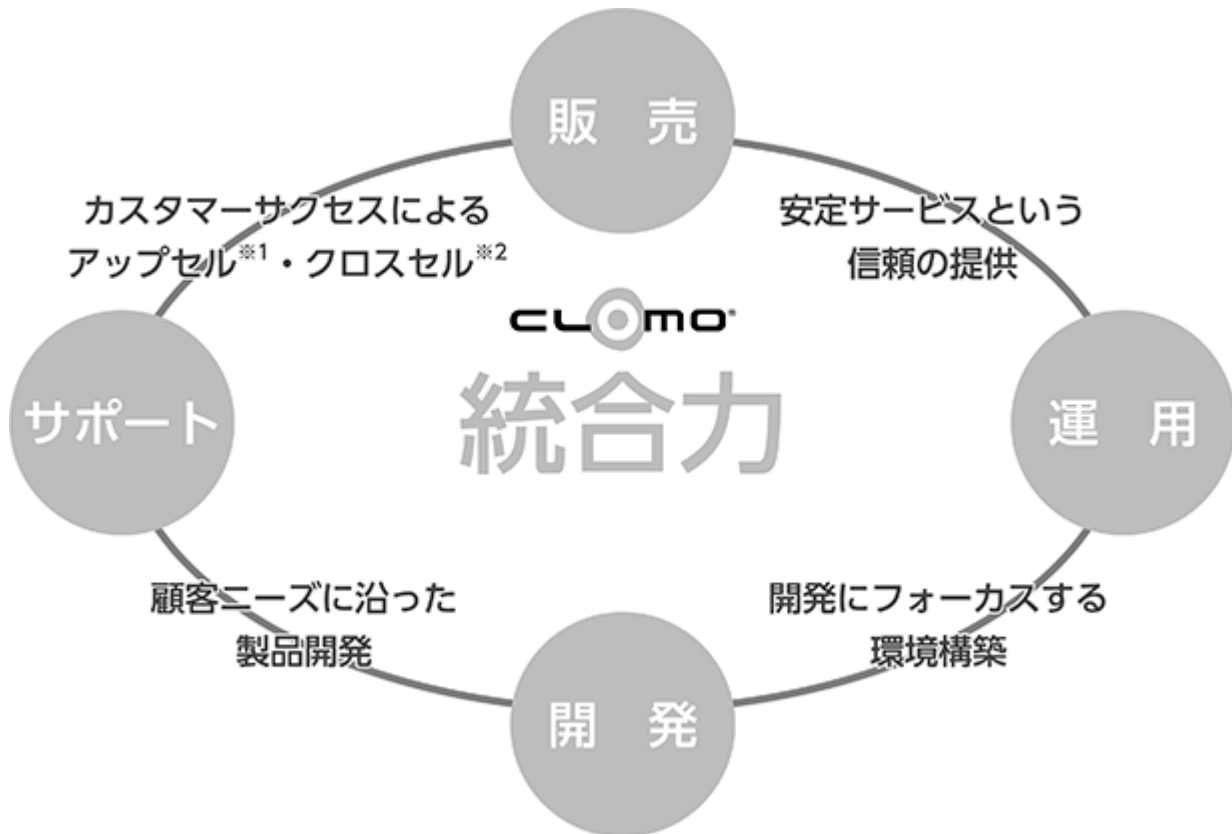 販　売
カスタマーサクセスによる
アップセル※1・クロスセル※2
安定サービスという
信頼の提供
CLOMO®
統合力
サポート
運　用
顧客ニーズに沿った
製品開発
開発にフォーカスする
環境構築
開　発